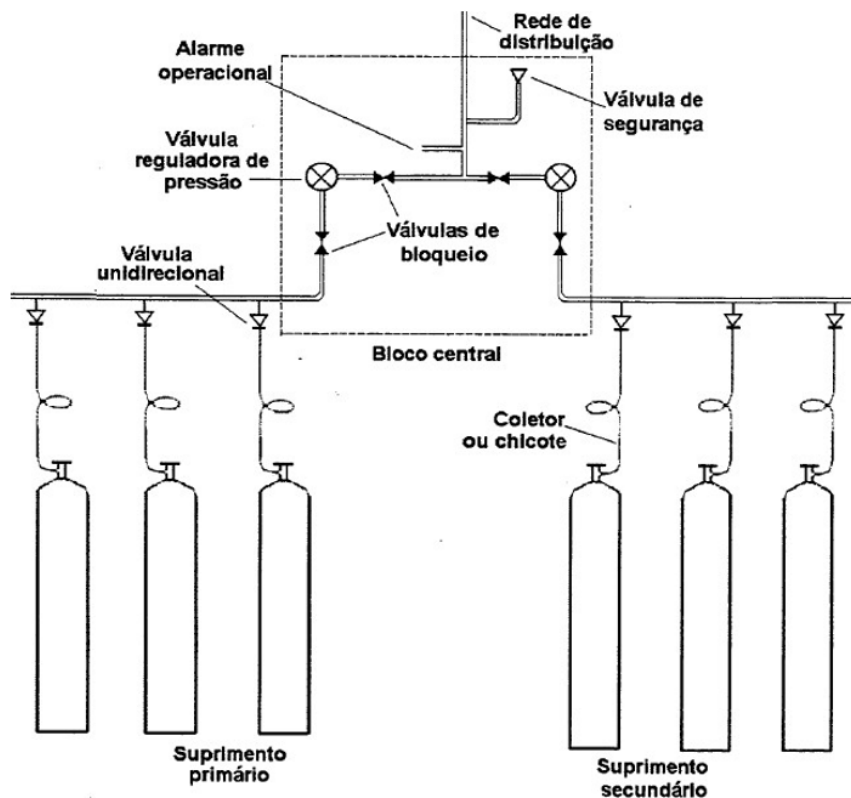 Rede de
distribuição
Alarme
operacional
Válvula de
segurança
Válvula
reguladora de
pressão
Válvulas de
bloqueio
Válvula
unidirecional
Bloco central
Coletor
ou chicote
Suprimento
primário
Suprimento
secundário